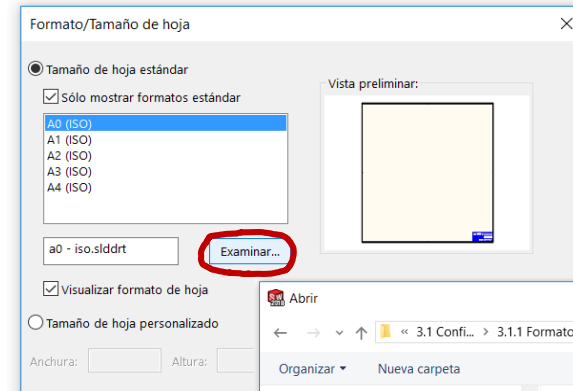 Formato/Tamaño de hoja
Tamaño de hoja estándar
Sólo mostrar formatos estándar
A0 (ISO)
A1 (ISO)
A2 (ISO)
A3 (ISO)
A4 (ISO)
Vista preliminar:
a0 - iso.slddrt
Examinar...
Visualizar formato de hoja
Tamaño de hoja personalizado
Anchura:
Altura:
SW
2018
Abrir
« 3.1 Confi... > 3.1.1 Formato
Organizar
Nueva carpeta